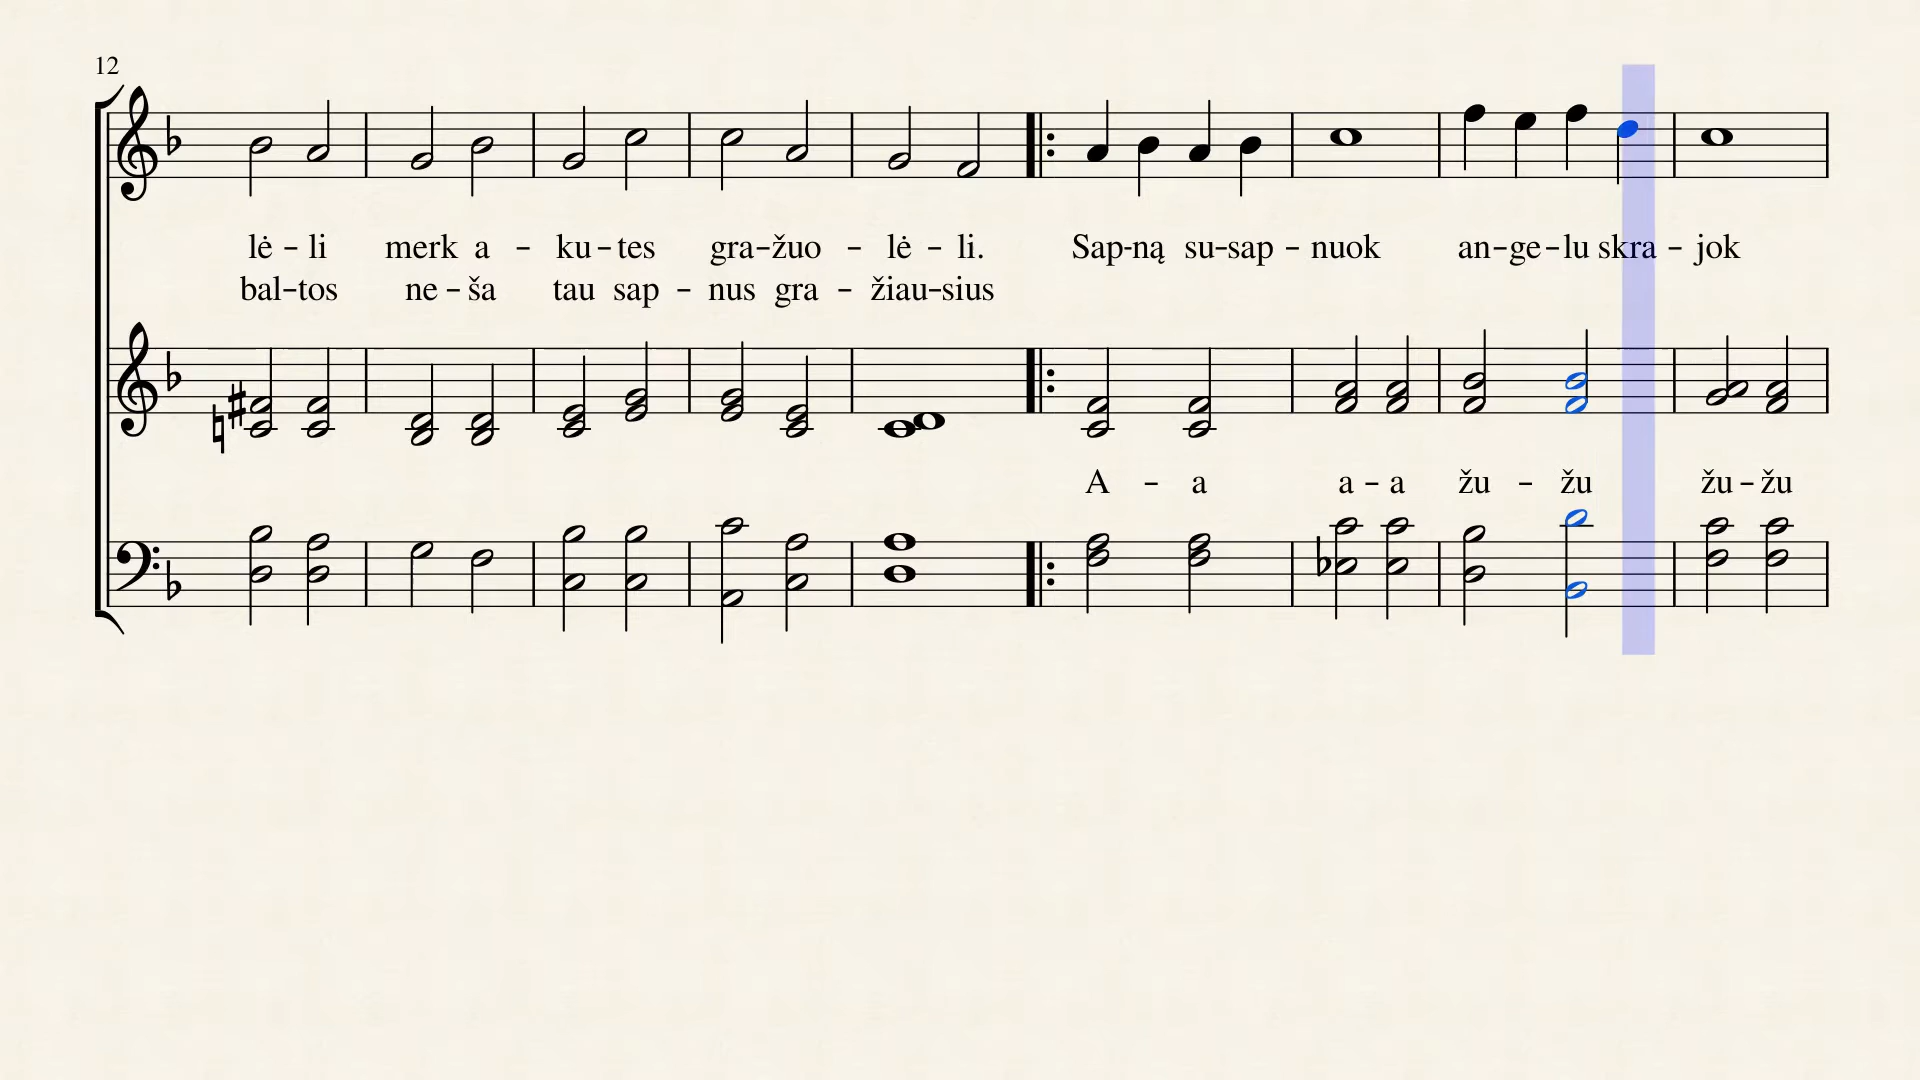 12
lė – li merk a – ku – tes gra – žuo – lė – li. Sap - ną su – sap – nuok an – ge – lu skra – jok
bal – tos ne – ša tau sap – nus gra – žiau – sius
A – a a – a žu – žu žu – žu